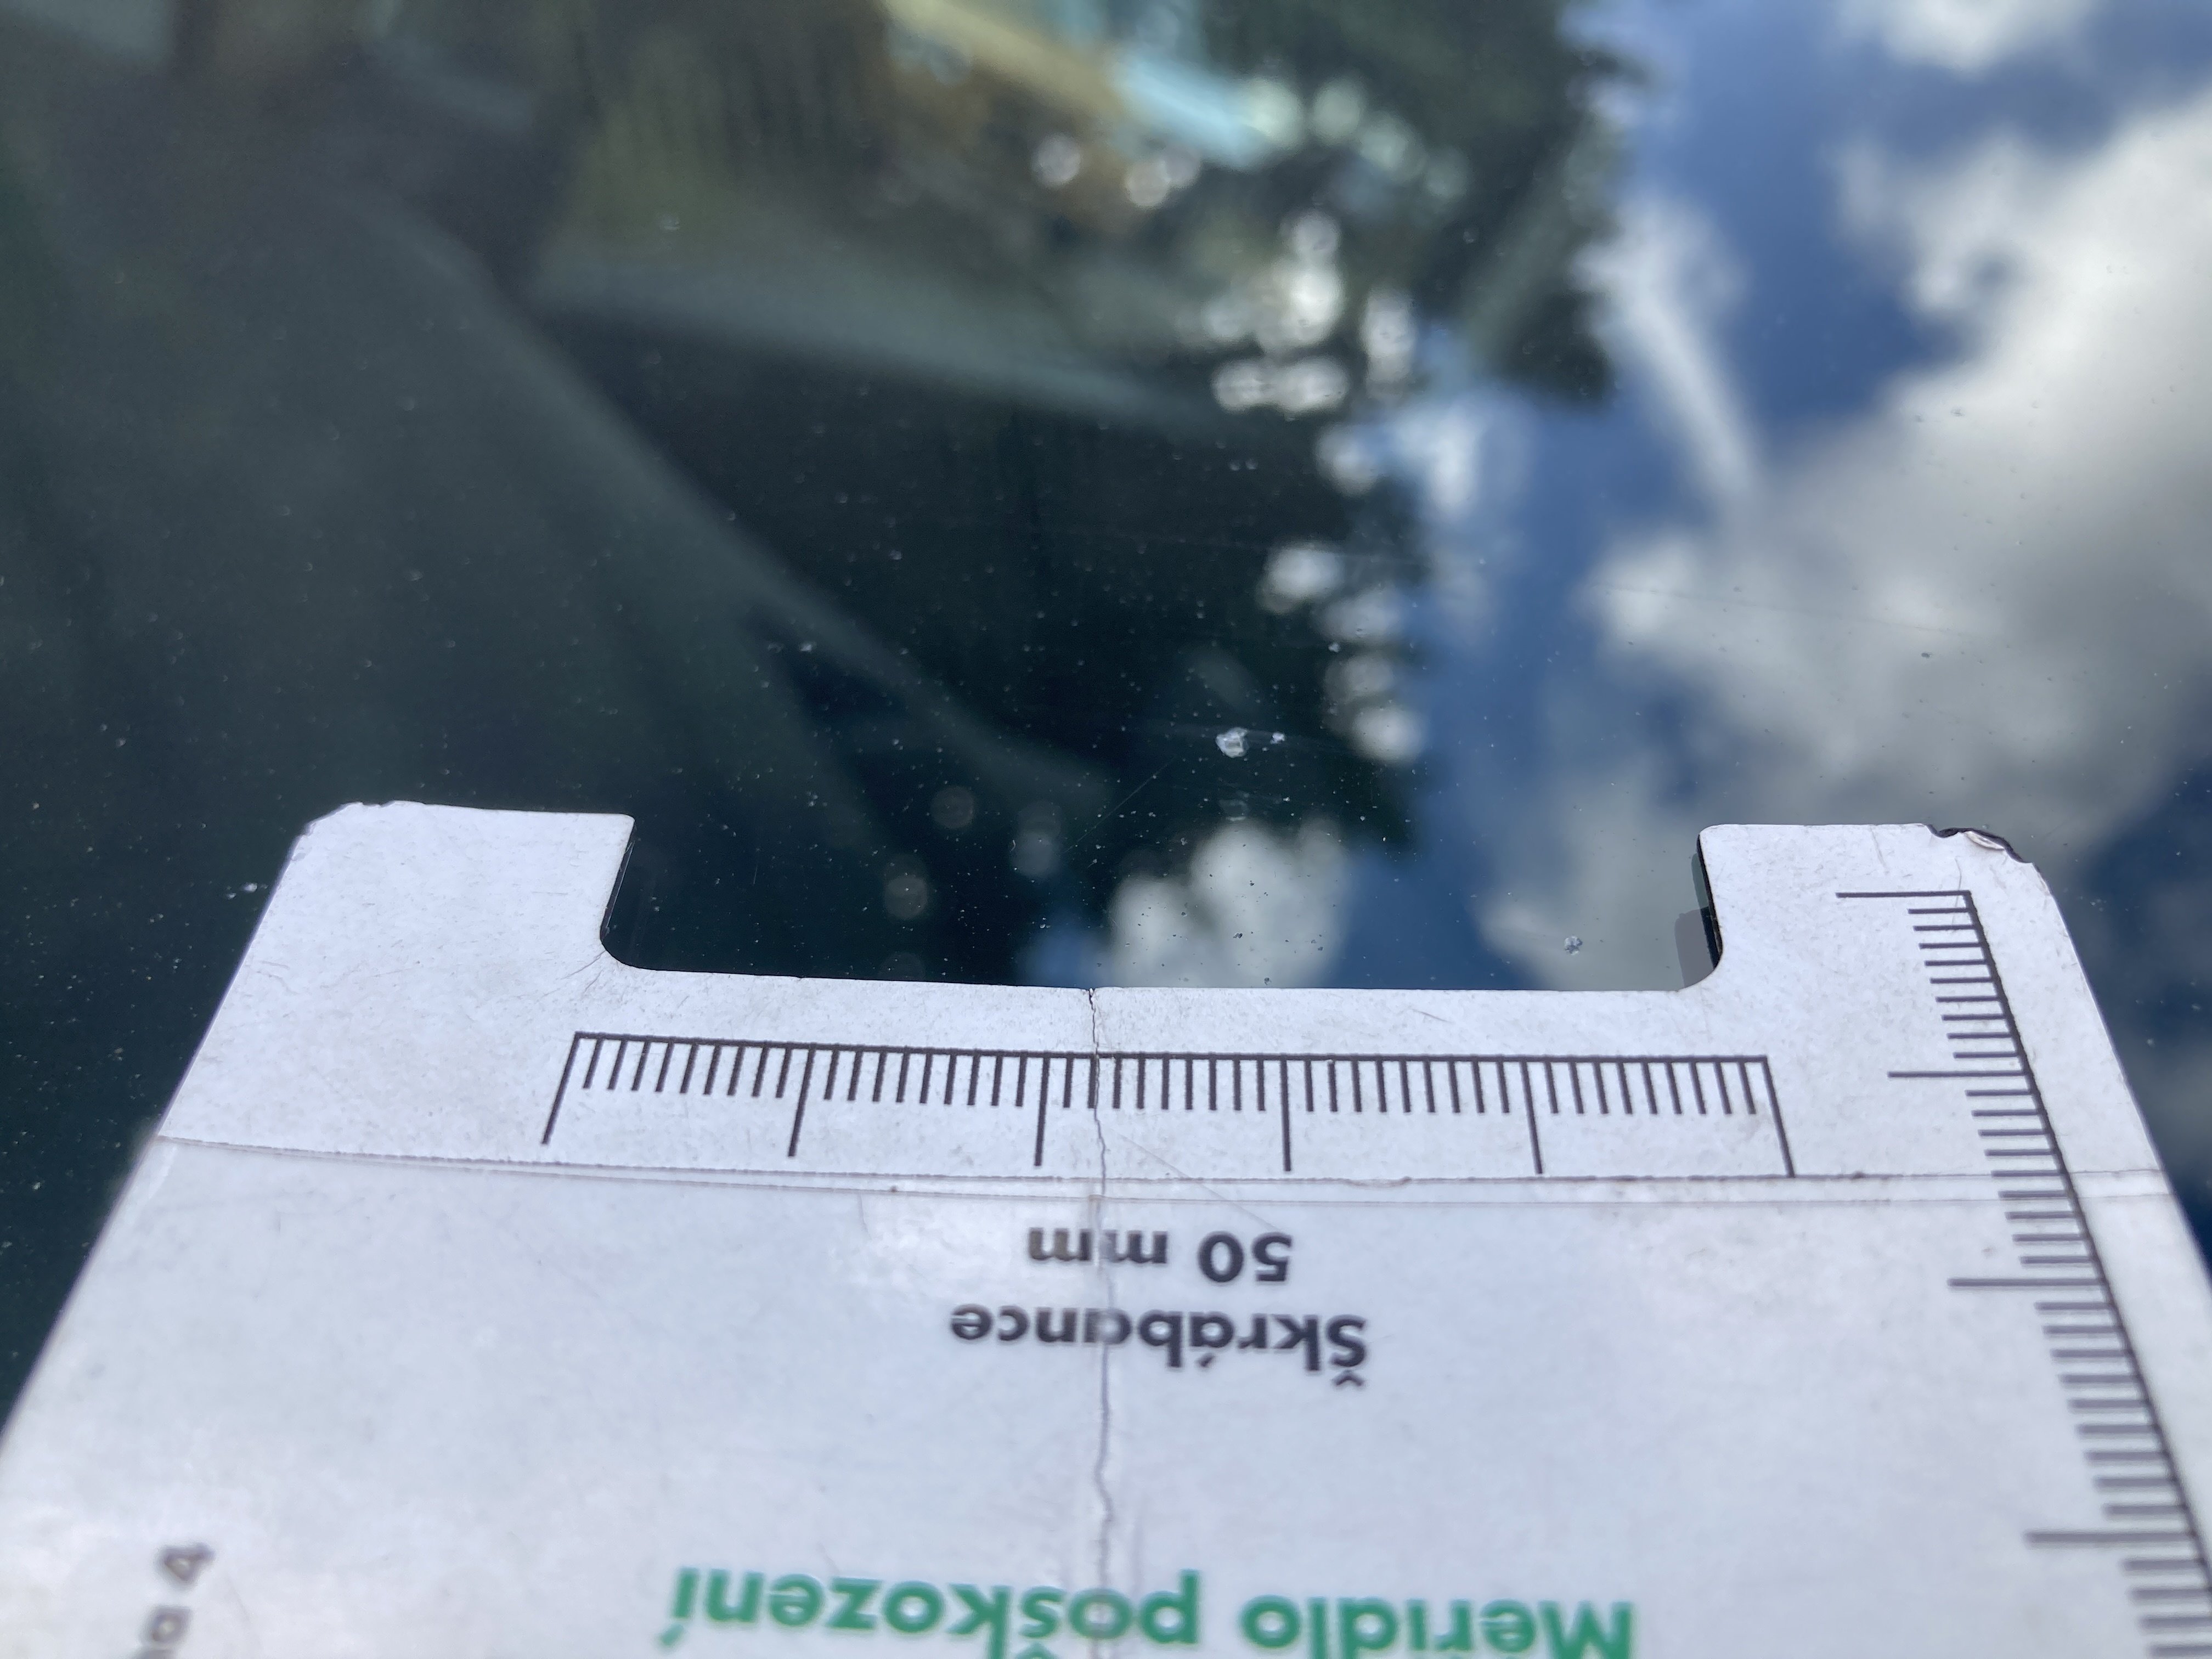 Měřidlo poškození
Škrábance
50 mm